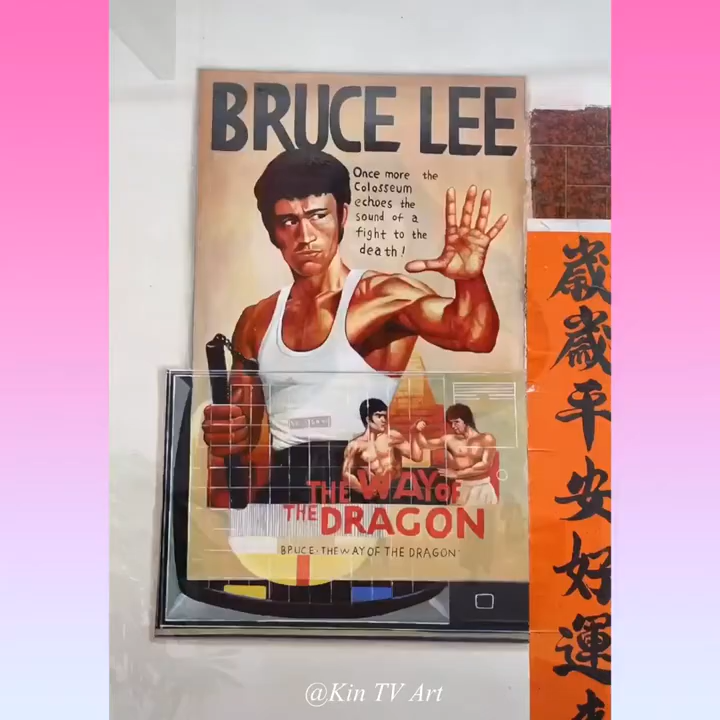 BRUCE LEE
Once more the
Colosseum
echoes the
sound of a
fight to the
death!
THE WAY OF
THE DRAGON
BRUCE: THE WAY OF THE DRAGON
歲歲平安好運
@Kin TV Art